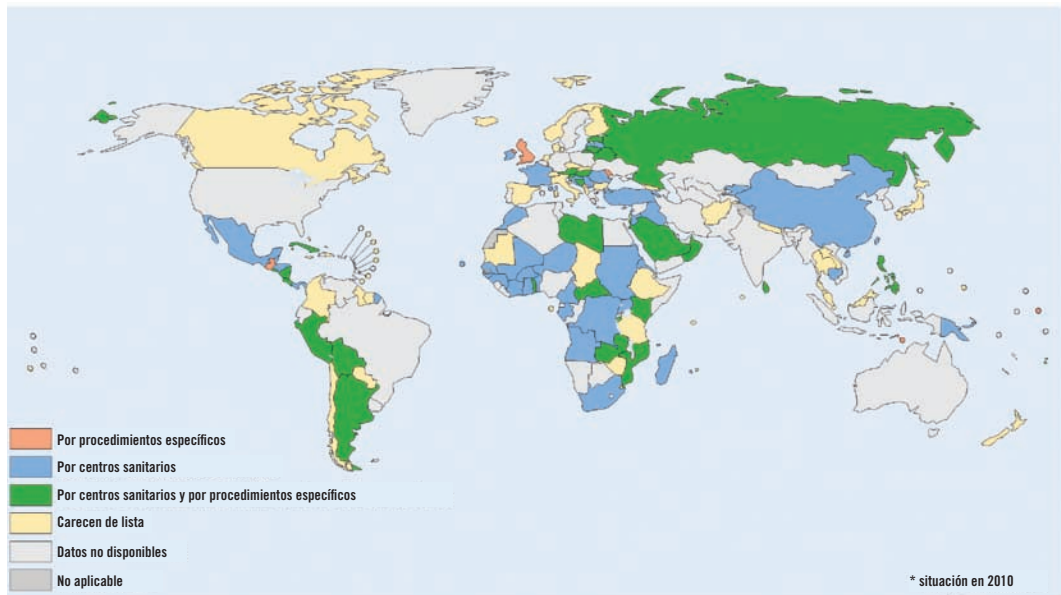 Por procedimientos específicos
Por centros sanitarios
Por centros sanitarios y por procedimientos específicos
Carecen de lista
Datos no disponibles
No aplicable
* situación en 2010